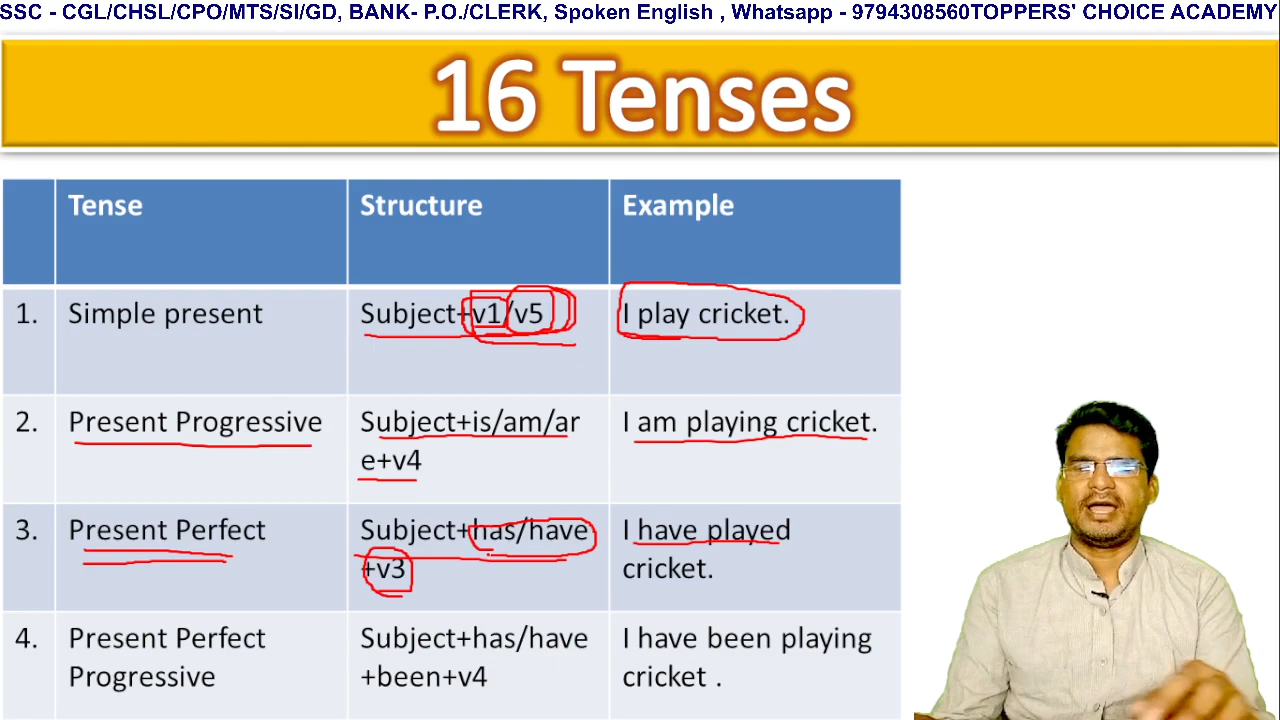 SSC - CGL/CHSL/CPO/MTS/SI/GD, BANK- P.O./CLERK, Spoken English , Whatsapp - 9794308560TOPPERS' CHOICE ACADEMY
16 Tenses
Tense Structure Example
1. Simple present Subject+v1/v5 I play cricket.
2. Present Progressive Subject+is/am/ar I am playing cricket.
e+v4
3. Present Perfect Subject+has/have I have played
+v3 cricket.
4. Present Perfect Subject+has/have I have been playing
Progressive +been+v4 cricket .